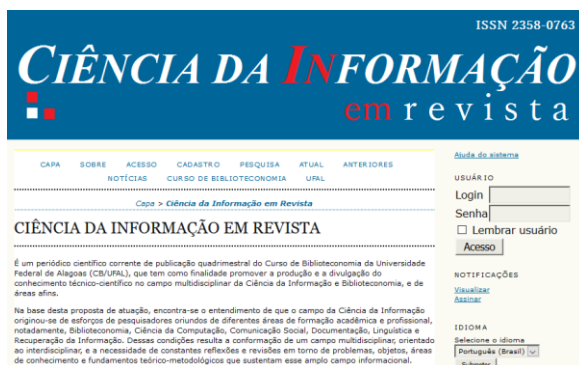 ISSN 2358-0763
CIÊNCIA DA INFORMAÇÃO
em revista
CAPA SOBRE ACESSO CADASTRO PESQUISA ATUAL ANTERIORES
NOTÍCIAS CURSO DE BIBLIOTECONOMIA UFAL
Capa > Ciência da Informação em Revista
CIÊNCIA DA INFORMAÇÃO EM REVISTA
É um periódico científico corrente de publicação quadrimestral do Curso de Biblioteconomia da Universidade
Federal de Alagoas (CB/UFAL), que tem como finalidade promover a produção e a divulgação do
conhecimento técnico-científico no campo multidisciplinar da Ciência da Informação e Biblioteconomia, e de
áreas afins.
Na base desta proposta de atuação, encontra-se o entendimento de que o campo da Ciência da Informação
originou-se de esforços de pesquisadores oriundos de diferentes áreas de formação acadêmica e profissional,
notadamente, Biblioteconomia, Ciência da Computação, Comunicação Social, Documentação, Linguística e
Recuperação da Informação. Dessas condições resulta a conformação de um campo multidisciplinar, orientado
ao interdisciplinar, e a necessidade de constantes reflexões e revisões em torno de problemas, objetos, áreas
de conhecimento e fundamentos teórico-metodológicos que sustentam esse amplo campo informacional.
Ajuda do sistema
USUÁRIO
Login
Senha
Lembrar usuário
Acesso
NOTIFICAÇÕES
Visualizar
Assinar
IDIOMA
Selecione o idioma
Português (Brasil)
Submeter